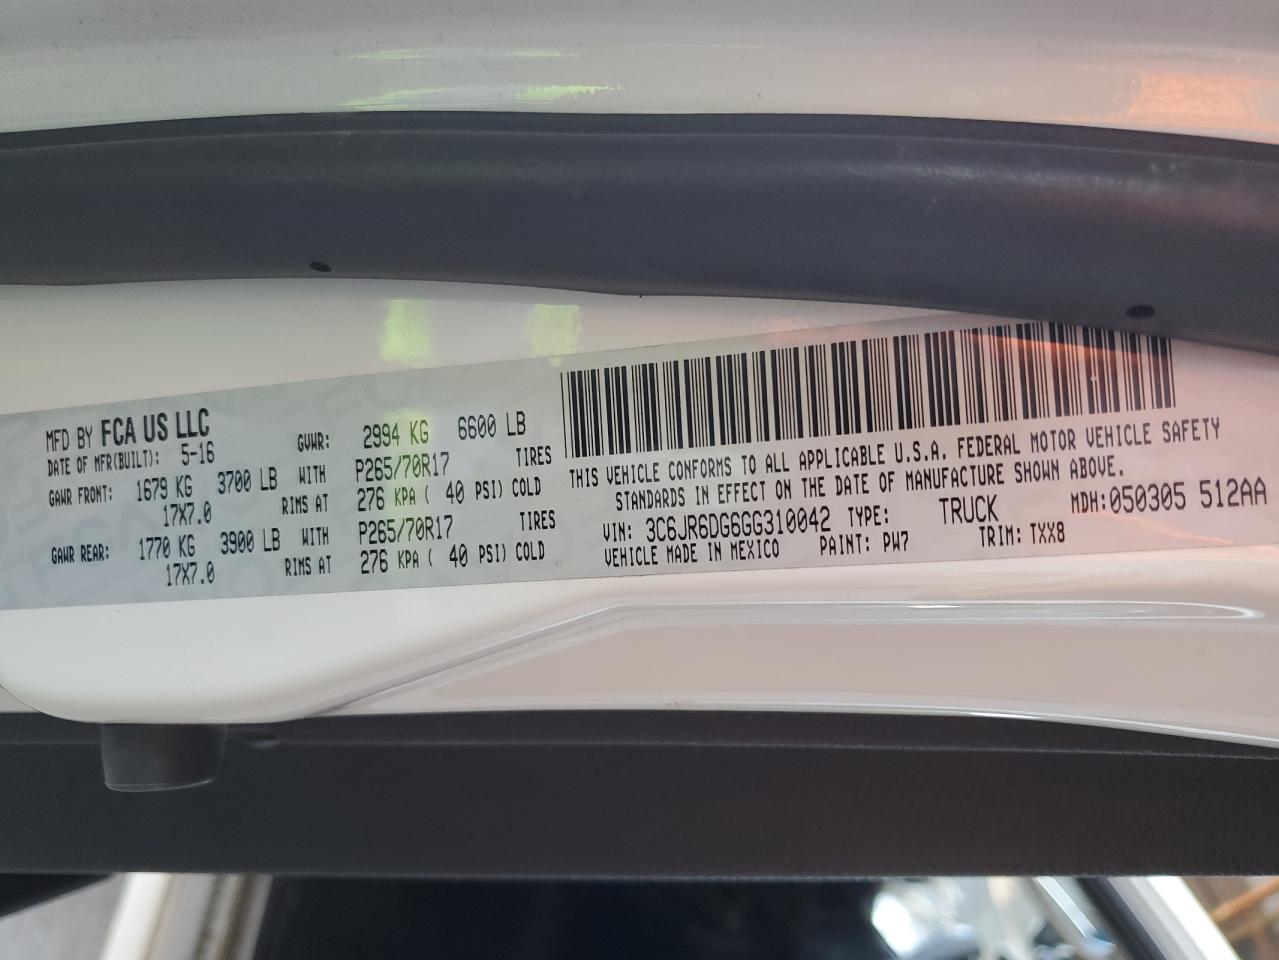 MFD BY FCA US LLC
DATE OF MFR(BUILT): 5-16 GVWR: 2994 KG 6600 LB
GAWR FRONT: 1679 KG 3700 LB WITH P265/70R17 TIRES
17X7.0 RIMS AT 276 KPA ( 40 PSI) COLD
GAWR REAR: 1770 KG 3900 LB WITH P265/70R17 TIRES
17X7.0 RIMS AT 276 KPA ( 40 PSI) COLD
THIS VEHICLE CONFORMS TO ALL APPLICABLE U.S.A. FEDERAL MOTOR VEHICLE SAFETY
STANDARDS IN EFFECT ON THE DATE OF MANUFACTURE SHOWN ABOVE.
VIN: 3C6JR6DG6GG310042 TYPE: TRUCK MDH:050305 512AA
VEHICLE MADE IN MEXICO PAINT: PW7 TRIM: TXX8